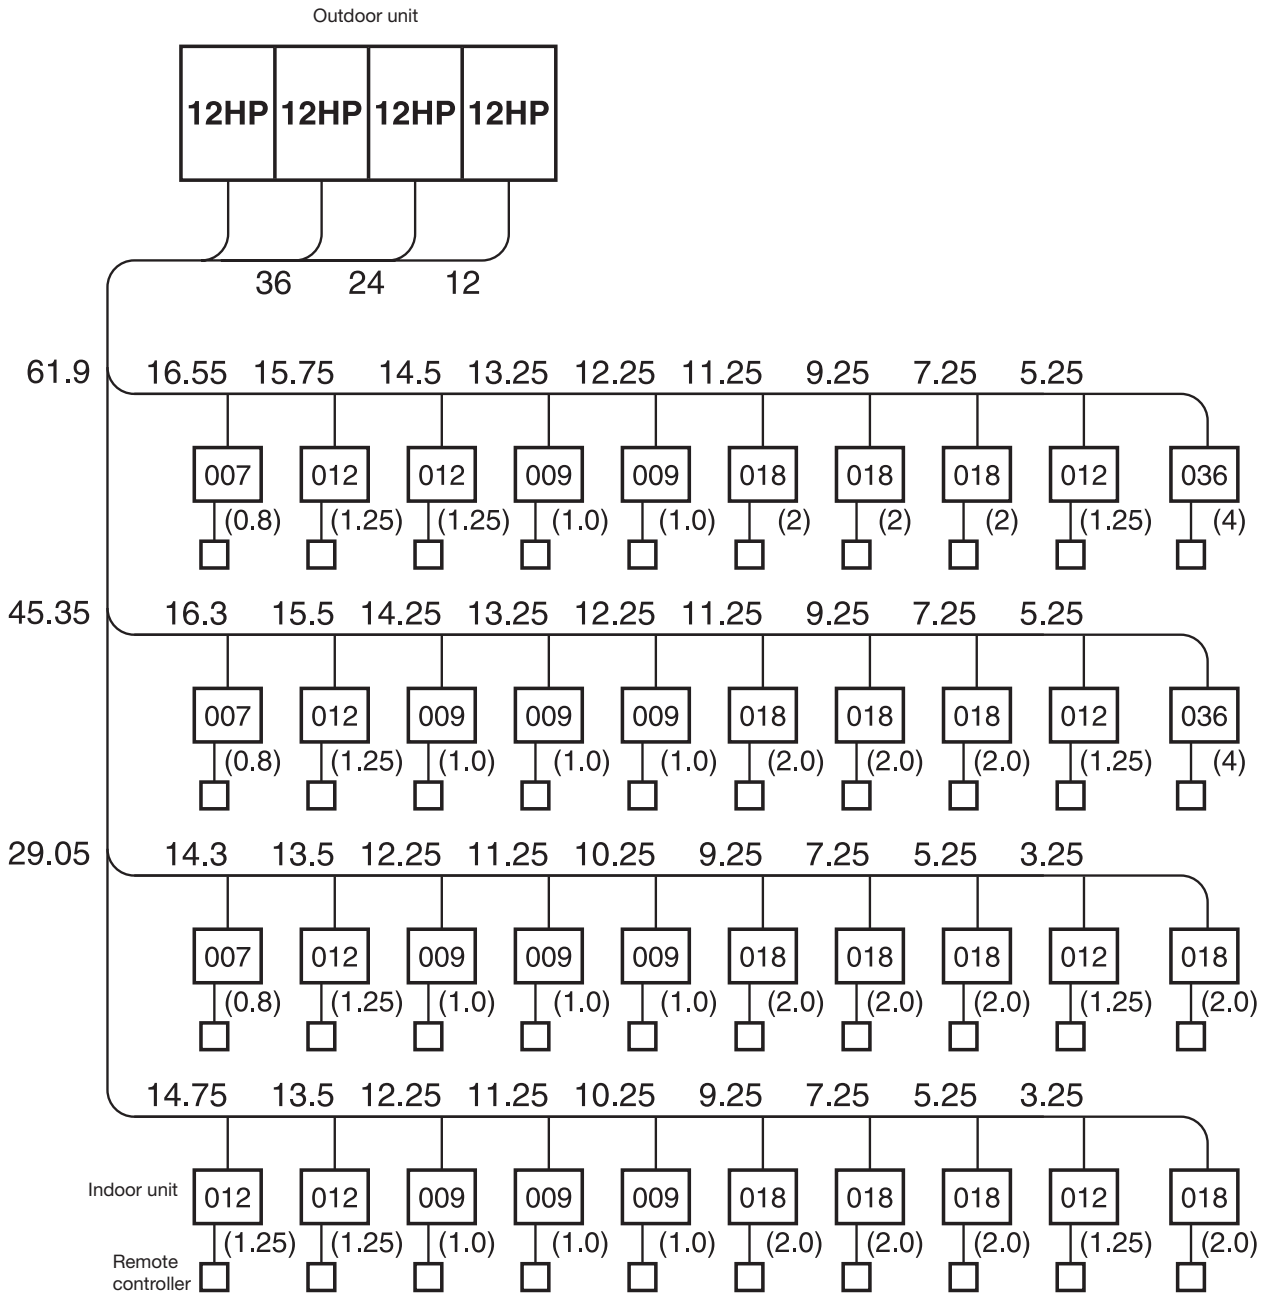 Outdoor unit
12HP 12HP 12HP 12HP
36 24 12
61.9 16.55 15.75 14.5 13.25 12.25 11.25 9.25 7.25 5.25
007 012 012 009 009 018 018 018 012 036
(0.8) (1.25) (1.25) (1.0) (1.0) (2) (2) (2) (1.25) (4)
45.35 16.3 15.5 14.25 13.25 12.25 11.25 9.25 7.25 5.25
007 012 009 009 009 018 018 018 012 036
(0.8) (1.25) (1.0) (1.0) (1.0) (2.0) (2.0) (2.0) (1.25) (4)
29.05 14.3 13.5 12.25 11.25 10.25 9.25 7.25 5.25 3.25
007 012 009 009 009 018 018 018 012 018
(0.8) (1.25) (1.0) (1.0) (1.0) (2.0) (2.0) (2.0) (1.25) (2.0)
14.75 13.5 12.25 11.25 10.25 9.25 7.25 5.25 3.25
Indoor unit 012 012 009 009 009 018 018 018 012 018
(1.25) (1.25) (1.0) (1.0) (1.0) (2.0) (2.0) (2.0) (1.25) (2.0)
Remote
controller